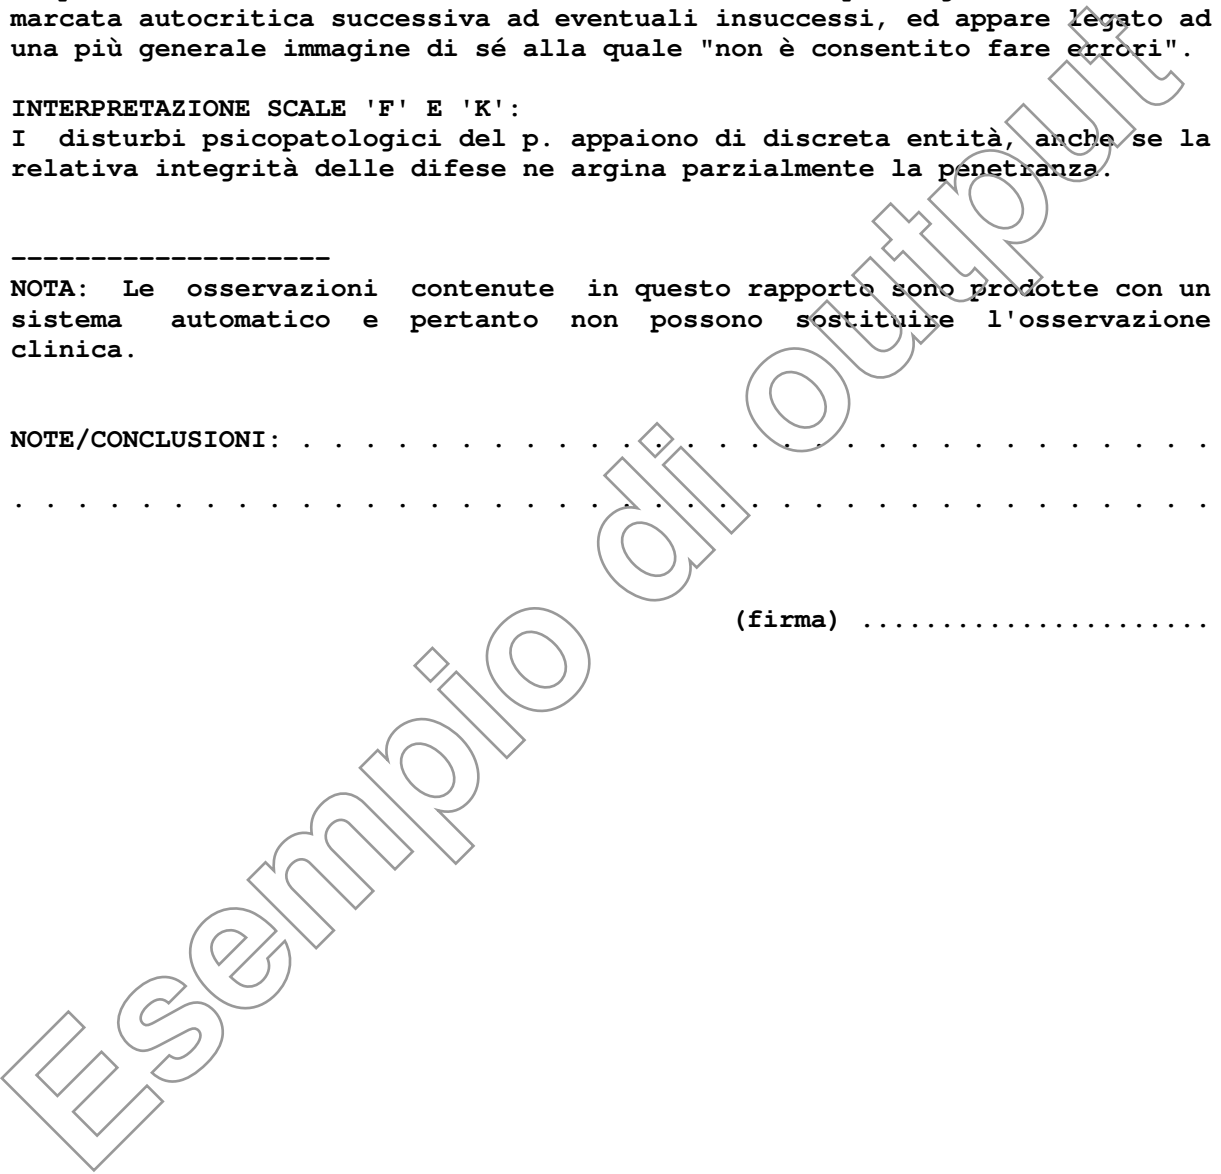 marcata autocritica successiva ad eventuali insuccessi, ed appare legato ad
una più generale immagine di sé alla quale "non è consentito fare errori".
INTERPRETAZIONE SCALE 'F' E 'K':
I disturbi psicopatologici del p. appaiono di discreta entità, anche se la
relativa integrità delle difese ne argina parzialmente la penetranza.
--------------------
NOTA: Le osservazioni contenute in questo rapporto sono prodotte con un
sistema automatico e pertanto non possono sostituire l'osservazione
clinica.
NOTE/CONCLUSIONI: . . . . . . . . . . . . . . . . . . . . . . . . . . . . .
. . . . . . . . . . . . . . . . . . . . . . . . . . . . . . . . . . . . . .
(firma) ......................
Esempio di output